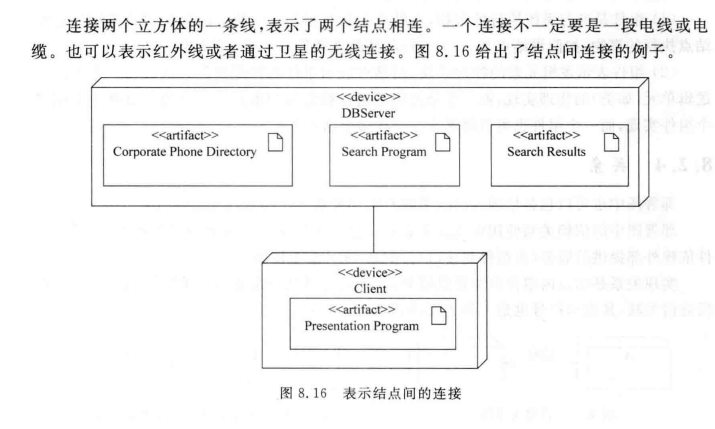 连接两个立方体的一条线,表示了两个结点相连。一个连接不一定要是一段电线或电
缆。也可以表示红外线或者通过卫星的无线连接。图 8.16 给出了结点间连接的例子。
<<device>>
DBServer
<<artifact>>
Corporate Phone Directory
<<artifact>>
Search Program
<<artifact>>
Search Results
<<device>>
Client
<<artifact>>
Presentation Program
图 8.16 表示结点间的连接